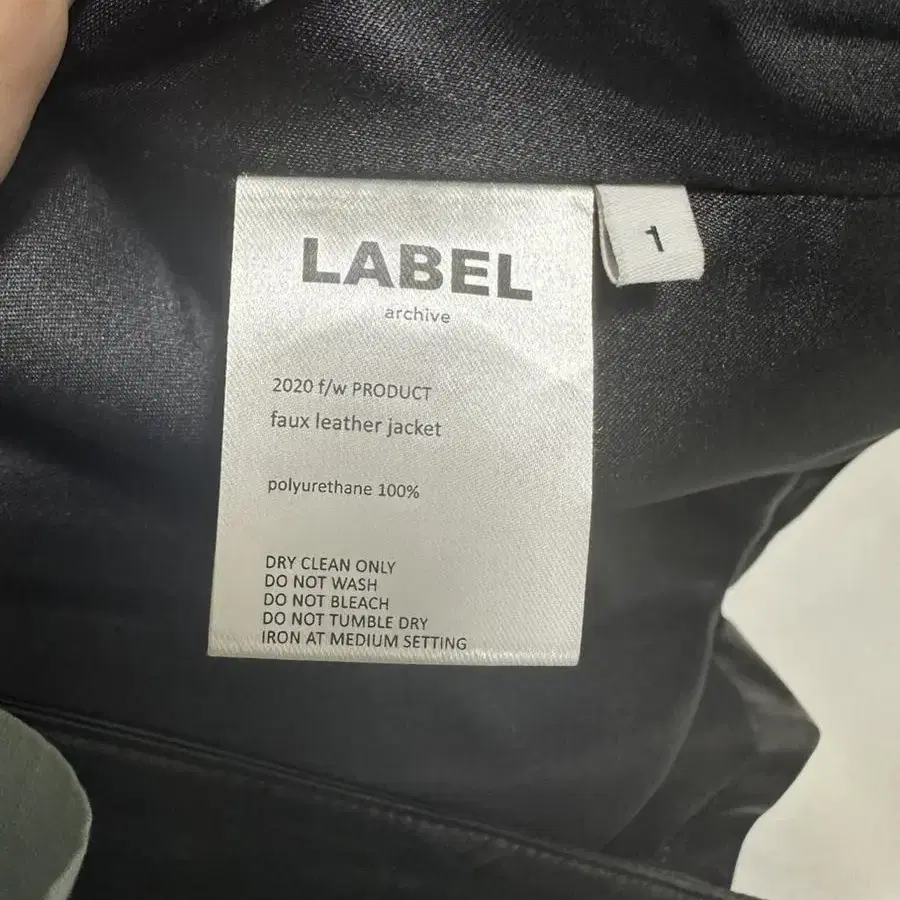 LABEL
archive
1
2020 f/w PRODUCT
faux leather jacket
polyurethane 100%
DRY CLEAN ONLY
DO NOT WASH
DO NOT BLEACH
DO NOT TUMBLE DRY
IRON AT MEDIUM SETTING